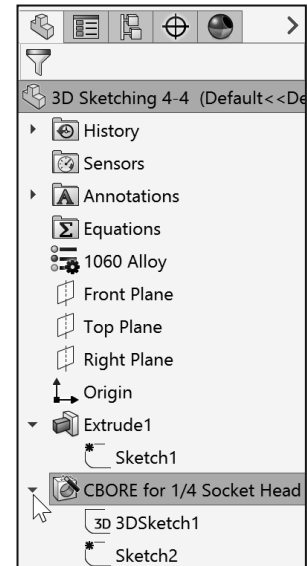 3D Sketching 4-4 (Default<<De
History
Sensors
Annotations
Equations
1060 Alloy
Front Plane
Top Plane
Right Plane
Origin
Extrude1
Sketch1
CBORE for 1/4 Socket Head
3D 3DSketch1
Sketch2